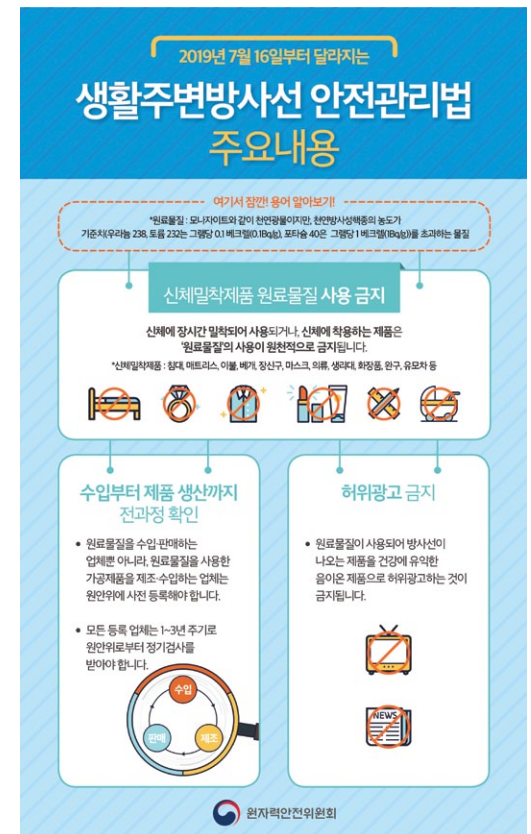 2019년 7월 16일부터 달라지는
생활주변방사선 안전관리법
주요내용
여기서 잠깐! 용어 알아보기!
*원료물질 : 모나자이트와 같이 천연광물이지만, 천연방사성핵종의 농도가
기준치(우라늄 238, 토륨 232는 그램당 0.1 베크렐(0.1Bq/g), 포타슘 40은 그램당 1 베크렐(1Bq/g))를 초과하는 물질
신체밀착제품 원료물질 사용 금지
신체에 장시간 밀착되어 사용되거나, 신체에 착용하는 제품은
'원료물질'의 사용이 원천적으로 금지됩니다.
*신체밀착제품 : 침대, 매트리스, 이불, 베개, 장신구, 마스크, 의류, 생리대, 화장품, 완구, 유모차 등
수입부터 제품 생산까지
전과정 확인
• 원료물질을 수입·판매하는
업체뿐 아니라, 원료물질을 사용한
가공제품을 제조·수입하는 업체는
원안위에 사전 등록해야 합니다.
• 모든 등록 업체는 1~3년 주기로
원안위로부터 정기검사를
받아야 합니다.
수입
판매
제조
허위광고 금지
• 원료물질이 사용되어 방사선이
나오는 제품을 건강에 유익한
음이온 제품으로 허위광고하는 것이
금지됩니다.
NEWS
원자력안전위원회